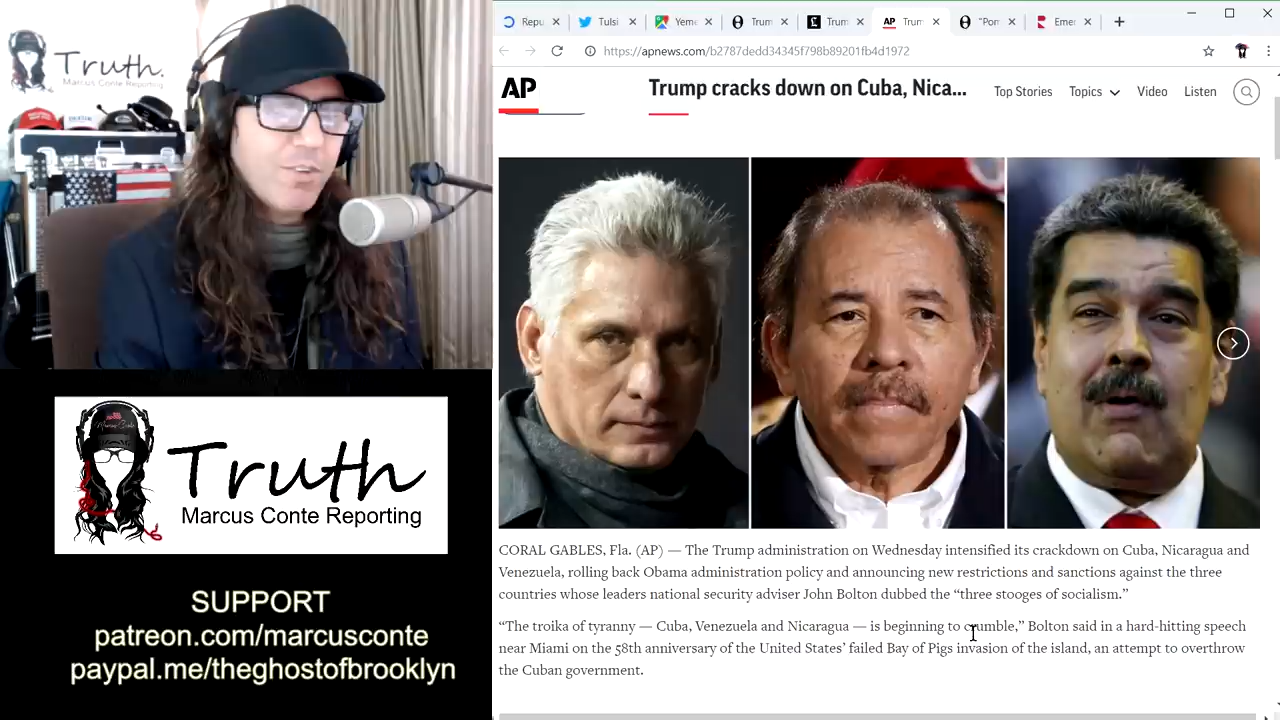 Truth.
Marcus Conte Reporting
Repu
Tulsi
Yeme
Trum
Trum
Trum
"Pom
Emer
https://apnews.com/b2787dedd34345f798b89201fb4d1972
AP
Trump cracks down on Cuba, Nica...
Top Stories
Topics
Video
Listen
CORAL GABLES, Fla. (AP) — The Trump administration on Wednesday intensified its crackdown on Cuba, Nicaragua and
Venezuela, rolling back Obama administration policy and announcing new restrictions and sanctions against the three
countries whose leaders national security adviser John Bolton dubbed the “three stooges of socialism.”
“The troika of tyranny — Cuba, Venezuela and Nicaragua — is beginning to crumble,” Bolton said in a hard-hitting speech
near Miami on the 58th anniversary of the United States’ failed Bay of Pigs invasion of the island, an attempt to overthrow
the Cuban government.
Truth
Marcus Conte Reporting
SUPPORT
patreon.com/marcusconte
paypal.me/theghostofbrooklyn